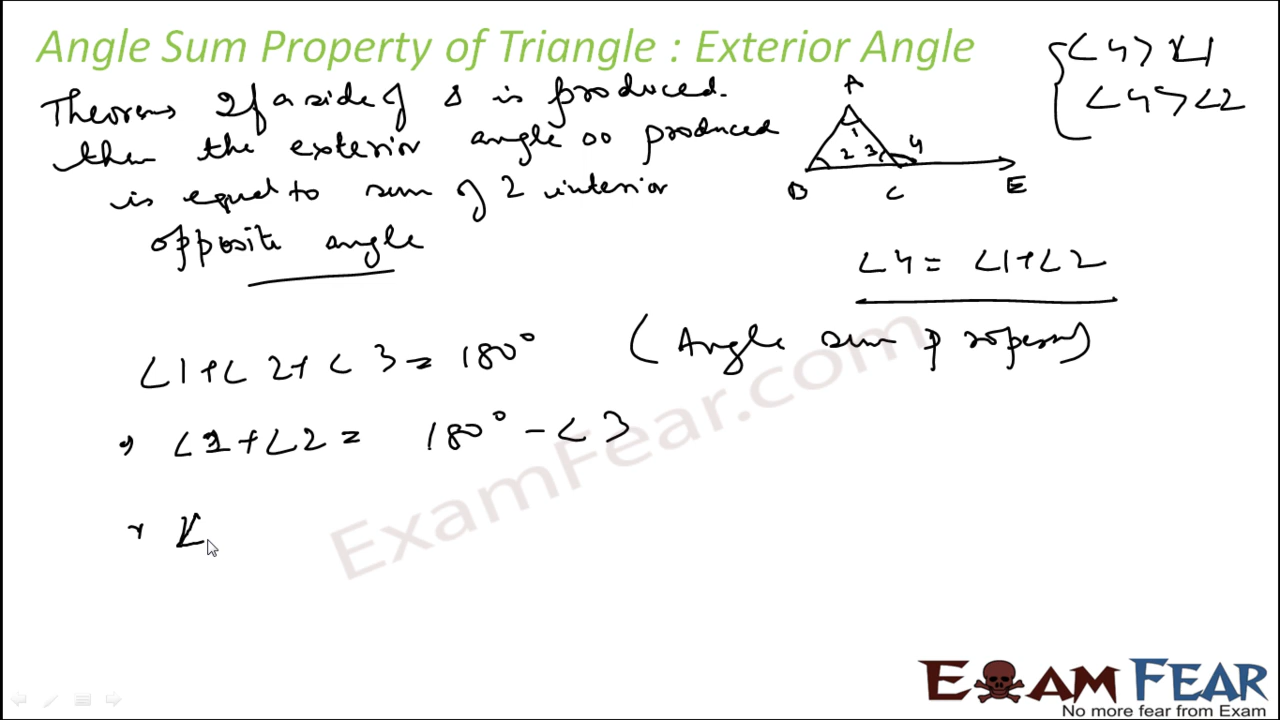 Angle Sum Property of Triangle : Exterior Angle
Theorem If a side of Δ is produced.
then the exterior angle so produced
is equal to sum of 2 interior
opposite angle
∠4 > ∠1
∠4 > ∠2
A
1
2 3 4
B C E
∠4 = ∠1+∠2
∠1+∠2+∠3 = 180° (Angle sum property)
∠1+∠2 = 180° - ∠3
∠
ExamFear.com
EXAM FEAR
No more fear from Exam